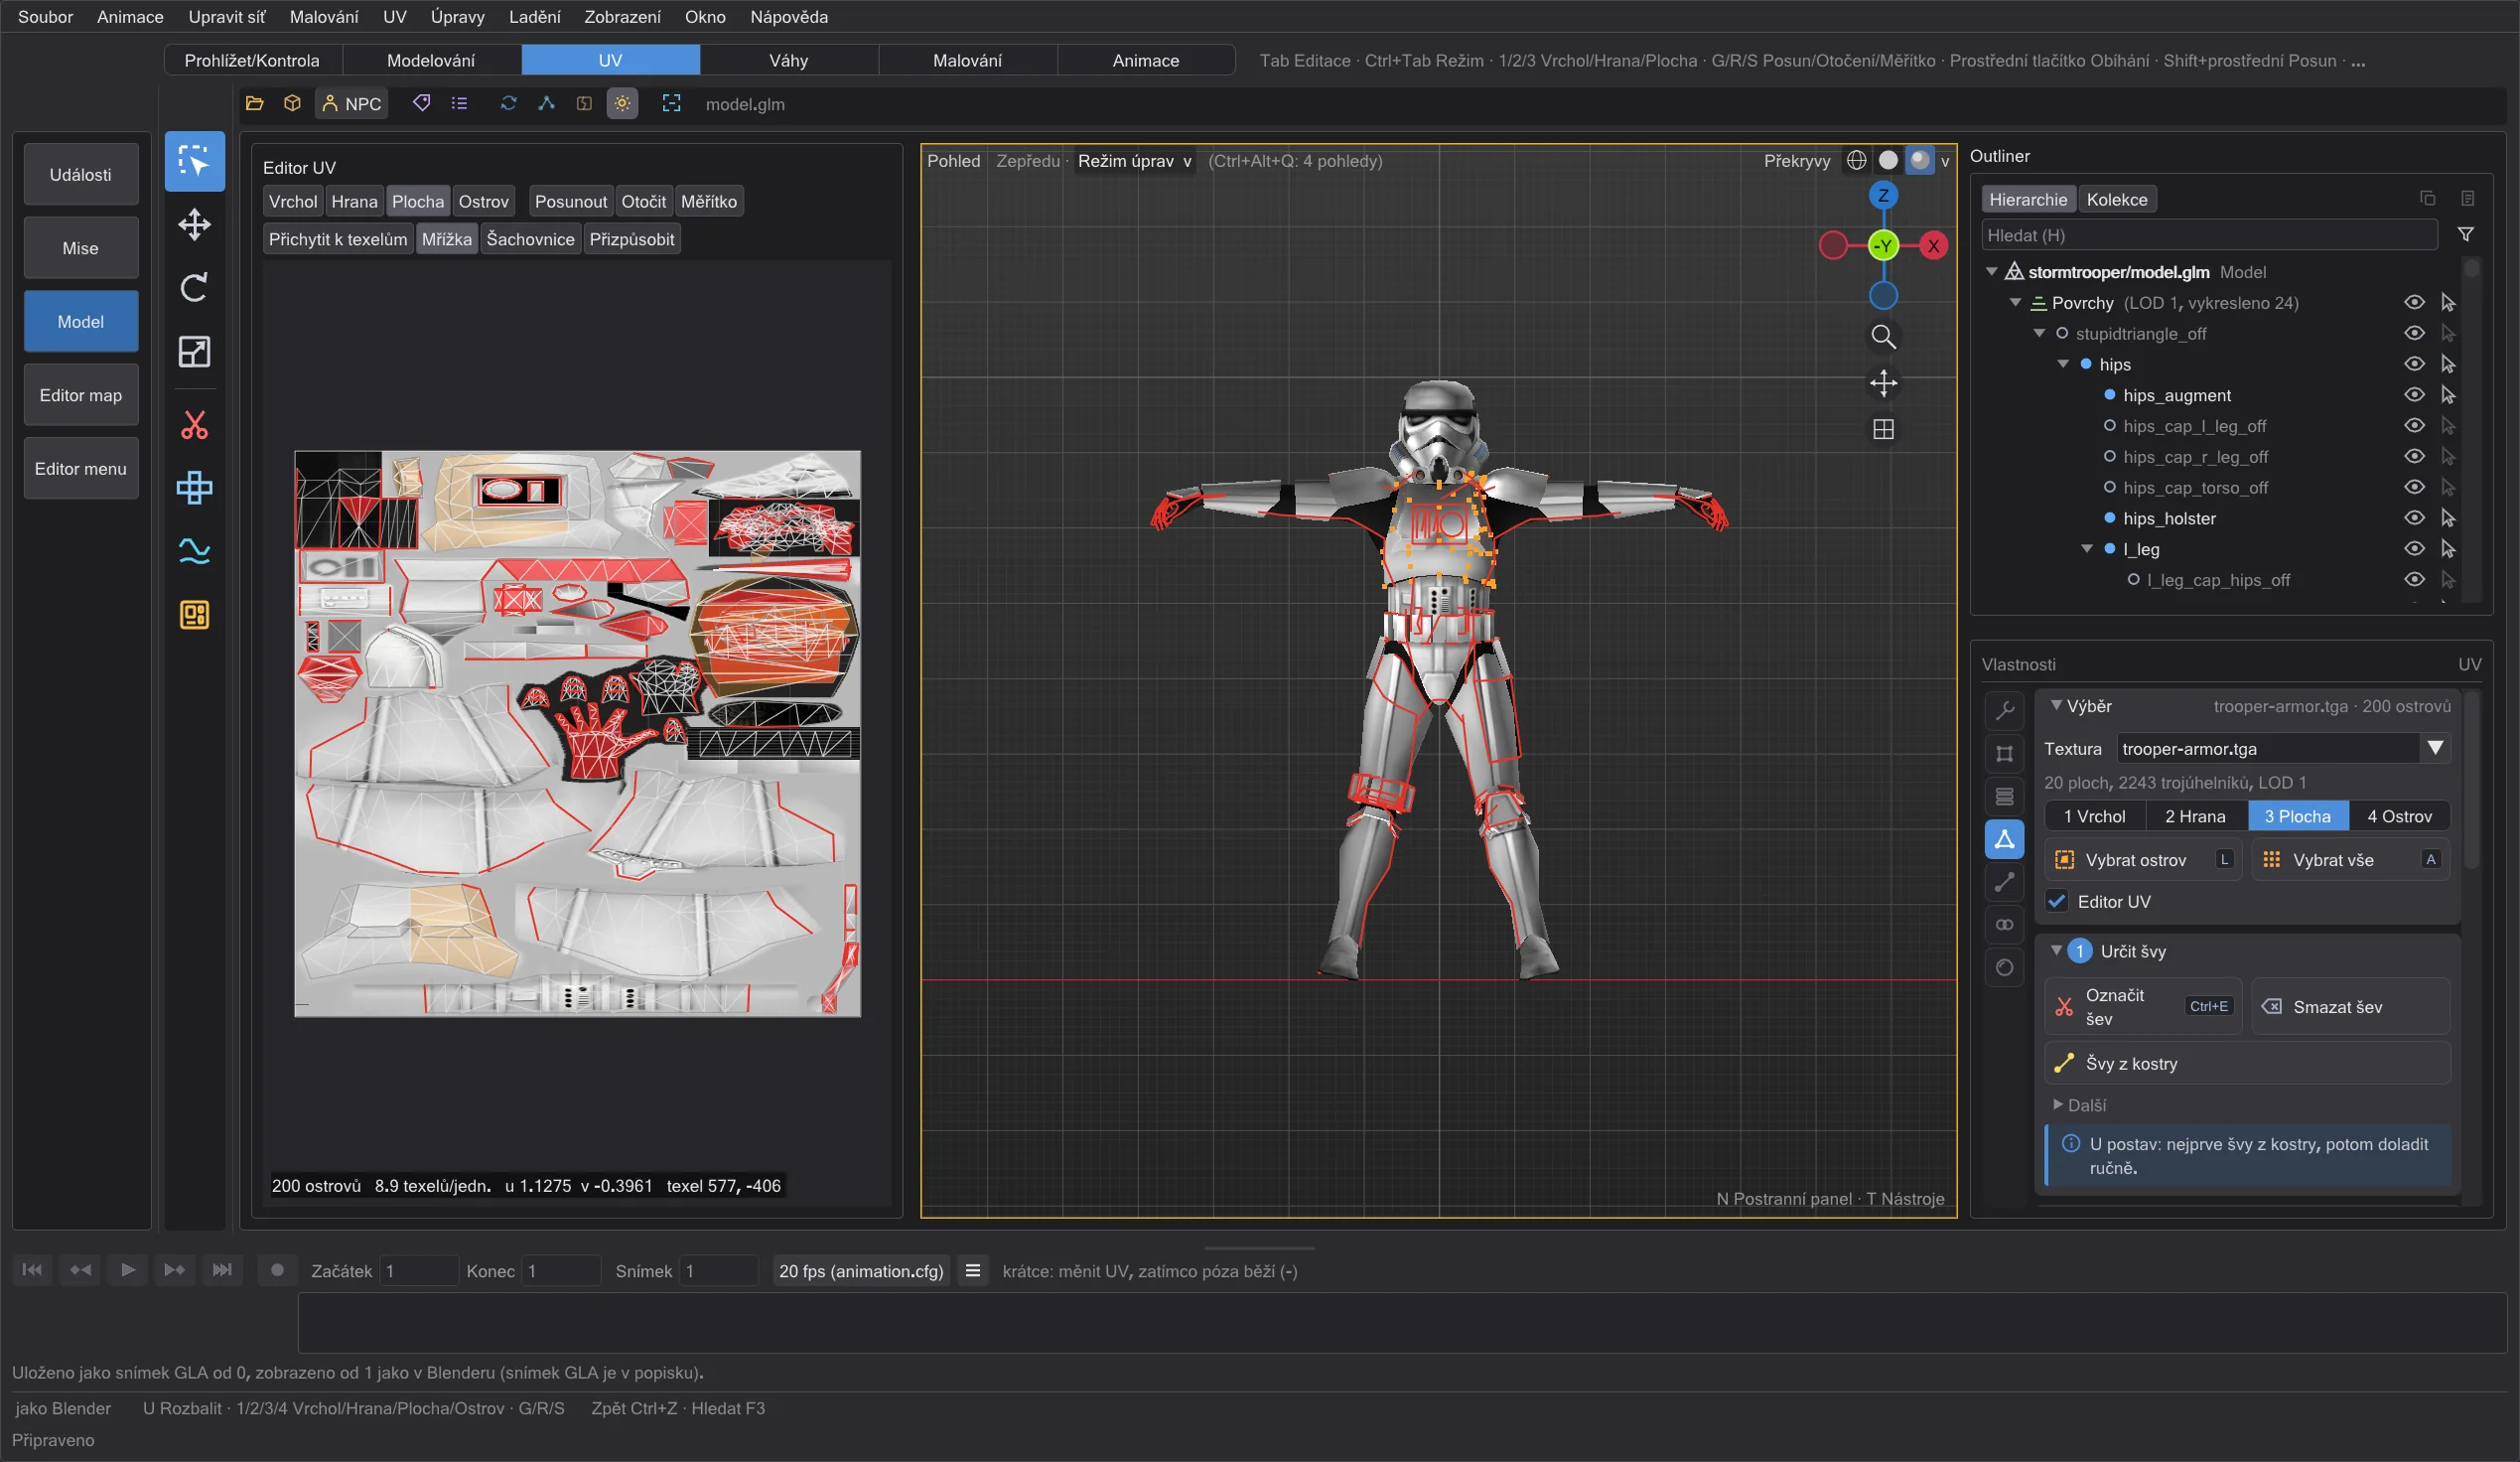 Soubor Animace Upravit síť Malování UV Úpravy Ladění Zobrazení Okno Nápověda
Prohlížet/Kontrola Modelování UV Váhy Malování Animace Tab Editace · Ctrl+Tab Režim · 1/2/3 Vrchol/Hrana/Plocha · G/R/S Posun/Otočení/Měřítko · Prostřední tlačítko Obíhání · Shift+prostřední Posun · ...
NPC model.glm
Události
Mise
Model
Editor map
Editor menu
Editor UV
Vrchol Hrana Plocha Ostrov Posunout Otočit Měřítko
Přichytit k texelům Mřížka Šachovnice Přizpůsobit
200 ostrovů 8.9 texelů/jedn. u 1.1275 v -0.3961 texel 577, -406
Pohled Zepředu · Režim úprav v (Ctrl+Alt+Q: 4 pohledy) Překryvy v
Z
-Y X
N Postranní panel · T Nástroje
Outliner
Hierarchie Kolekce
Hledat (H)
stormtrooper/model.glm Model
Povrchy (LOD 1, vykresleno 24)
stupidtriangle_off
hips
hips_augment
hips_cap_l_leg_off
hips_cap_r_leg_off
hips_cap_torso_off
hips_holster
l_leg
l_leg_cap_hips_off
Vlastnosti UV
Výběr trooper-armor.tga · 200 ostrovů
Textura trooper-armor.tga
20 ploch, 2243 trojúhelníků, LOD 1
1 Vrchol 2 Hrana 3 Plocha 4 Ostrov
Vybrat ostrov L Vybrat vše A
Editor UV
1 Určit švy
Označit šev Ctrl+E Smazat šev
Švy z kostry
Další
U postav: nejprve švy z kostry, potom doladit
ručně.
Začátek 1 Konec 1 Snímek 1 20 fps (animation.cfg) krátce: měnit UV, zatímco póza běží (-)
Uloženo jako snímek GLA od 0, zobrazeno od 1 jako v Blenderu (snímek GLA je v popisku).
jako Blender U Rozbalit · 1/2/3/4 Vrchol/Hrana/Plocha/Ostrov · G/R/S Zpět Ctrl+Z · Hledat F3
Připraveno